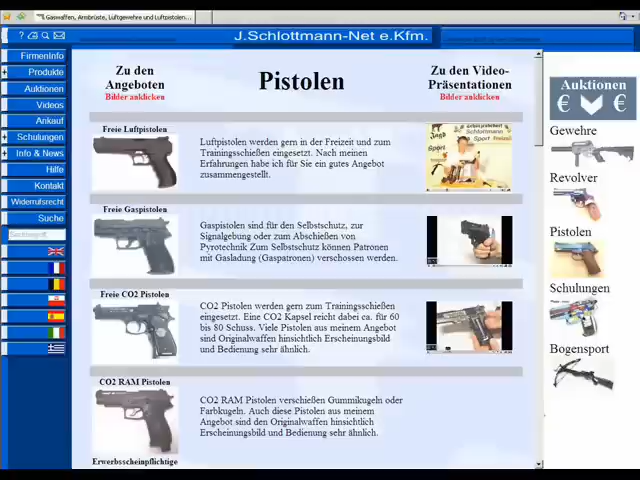 Gaswaffen, Armbrüste, Luftgewehre und Luftpistolen...
J.Schlottmann-Net e.Kfm.
FirmenInfo
Produkte
Auktionen
Videos
Ankauf
Schulungen
Info & News
Hilfe
Kontakt
Widerrufsrecht
Suche
Zu den
Angeboten
Bilder anklicken
Pistolen
Zu den Video-
Präsentationen
Bilder anklicken
Freie Luftpistolen
Luftpistolen werden gern in der Freizeit und zum
Trainingsschießen eingesetzt. Nach meinen
Erfahrungen habe ich für Sie ein gutes Angebot
zusammengestellt.
Freie Gaspistolen
Gaspistolen sind für den Selbstschutz, zur
Signalgebung oder zum Abschießen von
Pyrotechnik Zum Selbstschutz können Patronen
mit Gasladung (Gaspatronen) verschossen werden.
Freie CO2 Pistolen
CO2 Pistolen werden gern zum Trainingsschießen
eingesetzt. Eine CO2 Kapsel reicht dabei ca. für 60
bis 80 Schuss. Viele Pistolen aus meinem Angebot
sind Originalwaffen hinsichtlich Erscheinungsbild
und Bedienung sehr ähnlich.
CO2 RAM Pistolen
CO2 RAM Pistolen verschießen Gummikugeln oder
Farbkugeln. Auch diese Pistolen aus meinem
Angebot sind den Originalwaffen hinsichtlich
Erscheinungsbild und Bedienung sehr ähnlich.
Erwerbsscheinpflichtige
Auktionen
€ €
Gewehre
Revolver
Pistolen
Schulungen
Bogensport